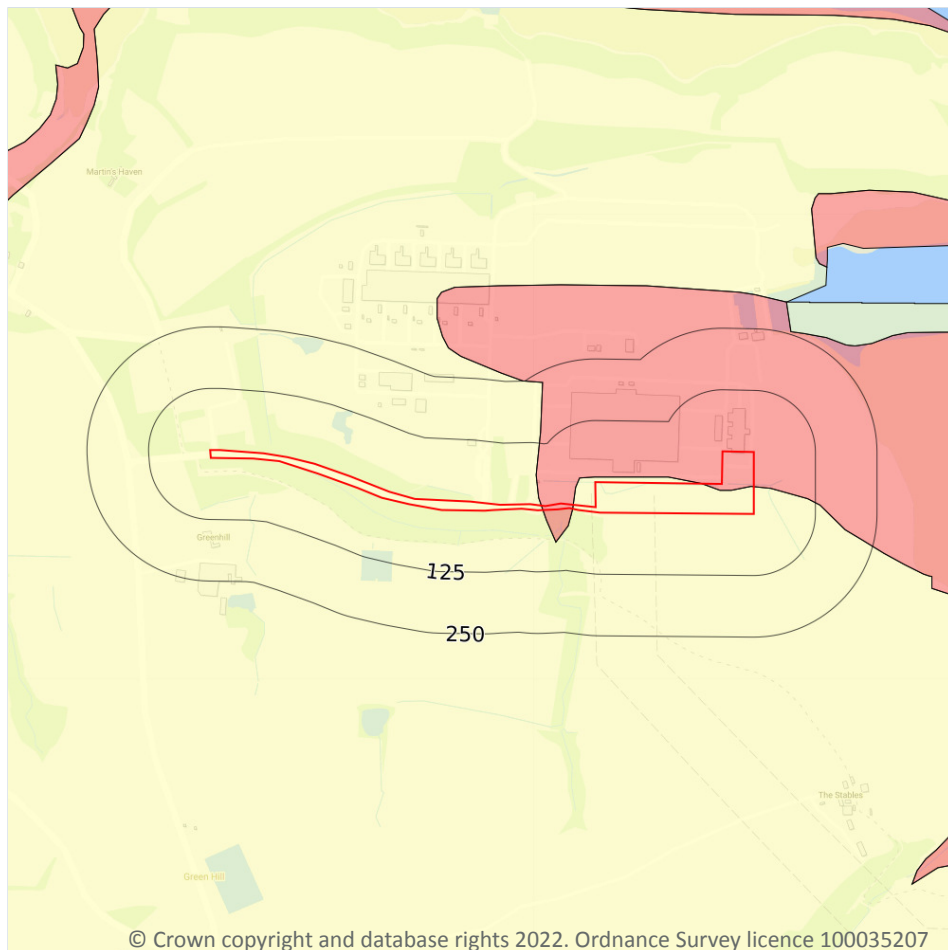 Martin's Haven
Greenhill
125
250
The Stables
Green Hill
© Crown copyright and database rights 2022. Ordnance Survey licence 100035207